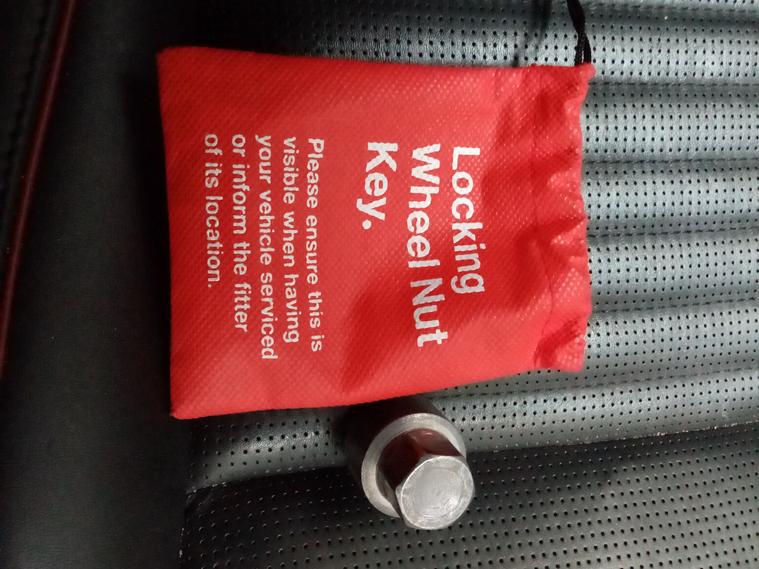 Locking
Wheel Nut
Key.
Please ensure this is
visible when having
your vehicle serviced
or inform the fitter
of its location.